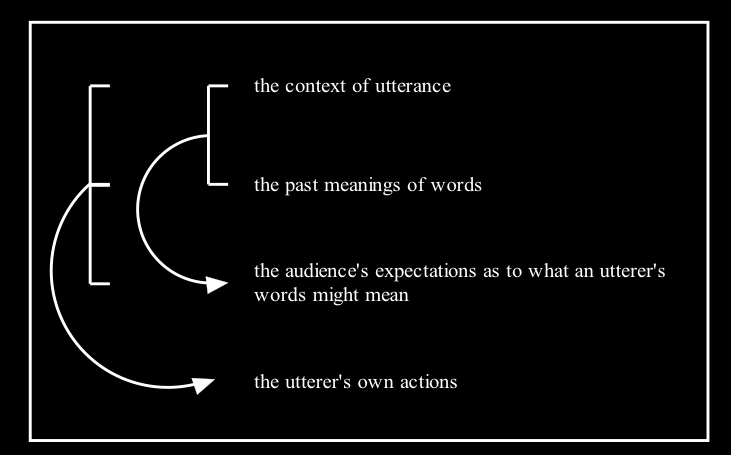 the context of utterance
the past meanings of words
the audience's expectations as to what an utterer's
words might mean
the utterer's own actions